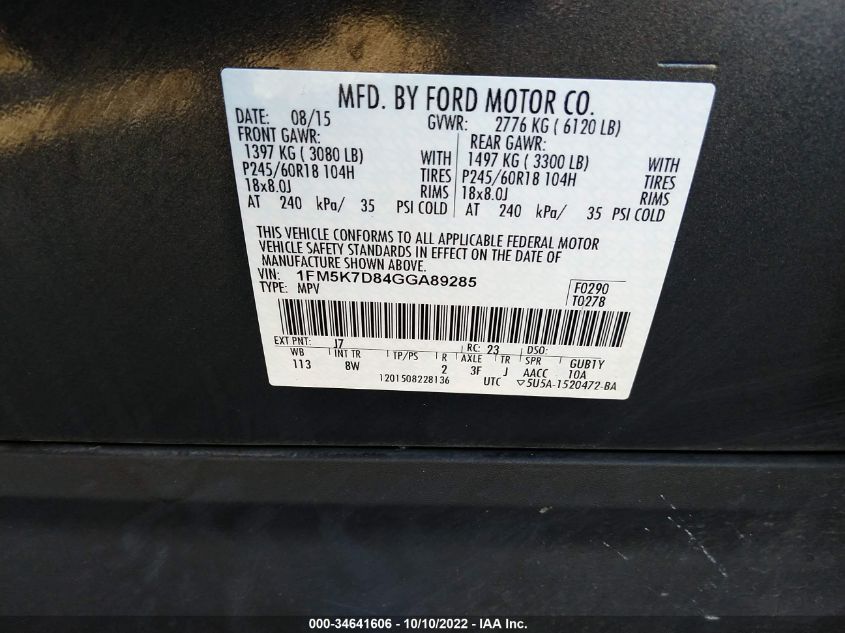 MFD. BY FORD MOTOR CO.
DATE: 08/15 GVWR: 2776 KG ( 6120 LB)
FRONT GAWR: REAR GAWR:
1397 KG ( 3080 LB) WITH 1497 KG ( 3300 LB) WITH
P245/60R18 104H TIRES P245/60R18 104H TIRES
18x8.0J RIMS 18x8.0J RIMS
AT 240 kPa/ 35 PSI COLD AT 240 kPa/ 35 PSI COLD
THIS VEHICLE CONFORMS TO ALL APPLICABLE FEDERAL MOTOR
VEHICLE SAFETY STANDARDS IN EFFECT ON THE DATE OF
MANUFACTURE SHOWN ABOVE.
VIN: 1FM5K7D84GGA89285 F0290
TYPE: MPV T0278
EXT PNT: J7 RC: 23 DSO:
WB INT TR TP/PS R AXLE TR SPR GUB1Y
113 8W 2 3F J AACC 10A
1201508228136 UTC ▽5U5A-1520472-BA
000-34641606 - 10/10/2022 - IAA Inc.